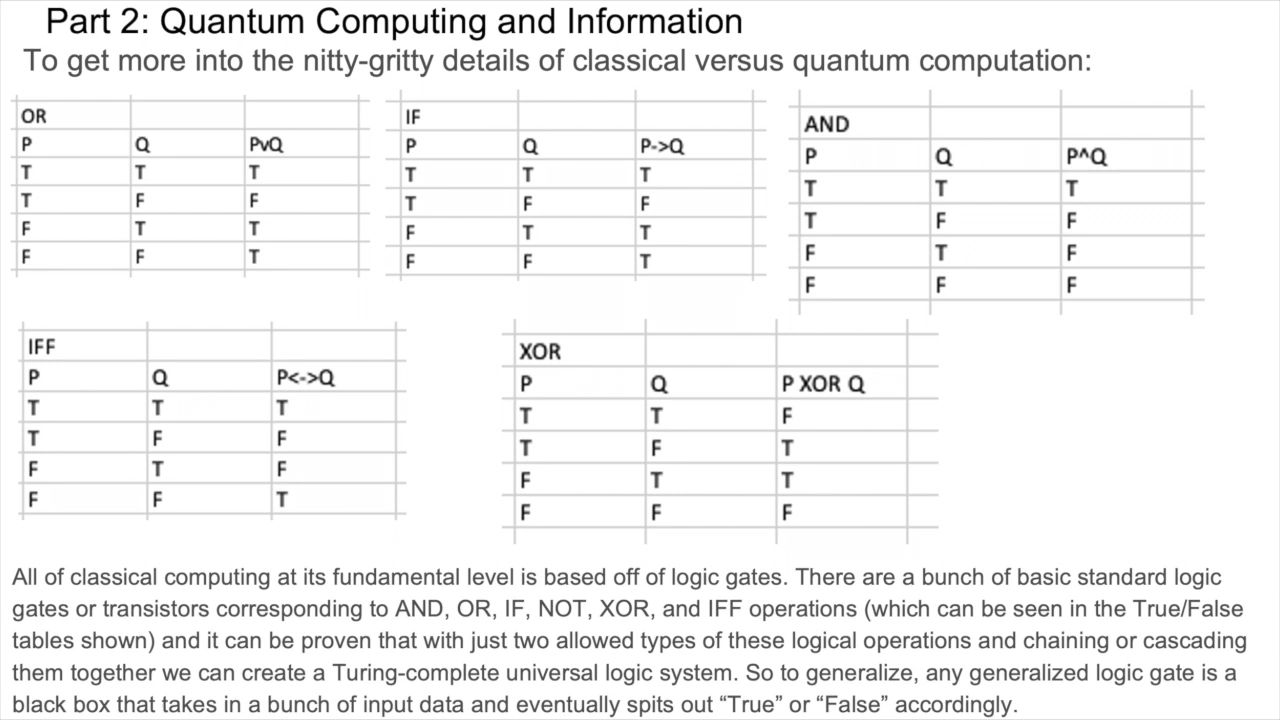 Part 2: Quantum Computing and Information
To get more into the nitty-gritty details of classical versus quantum computation:
OR
P Q PvQ
T T T
T F F
F T T
F F T
IF
P Q P->Q
T T T
T F F
F T T
F F T
AND
P Q P^Q
T T T
T F F
F T F
F F F
IFF
P Q P<->Q
T T T
T F F
F T F
F F T
XOR
P Q P XOR Q
T T F
T F T
F T T
F F F
All of classical computing at its fundamental level is based off of logic gates. There are a bunch of basic standard logic
gates or transistors corresponding to AND, OR, IF, NOT, XOR, and IFF operations (which can be seen in the True/False
tables shown) and it can be proven that with just two allowed types of these logical operations and chaining or cascading
them together we can create a Turing-complete universal logic system. So to generalize, any generalized logic gate is a
black box that takes in a bunch of input data and eventually spits out “True” or “False” accordingly.